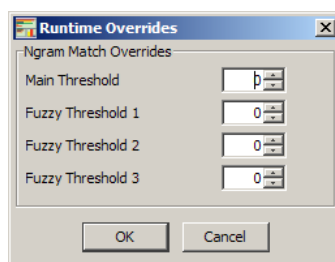 Runtime Overrides
Ngram Match Overrides
Main Threshold 0
Fuzzy Threshold 1 0
Fuzzy Threshold 2 0
Fuzzy Threshold 3 0
OK Cancel